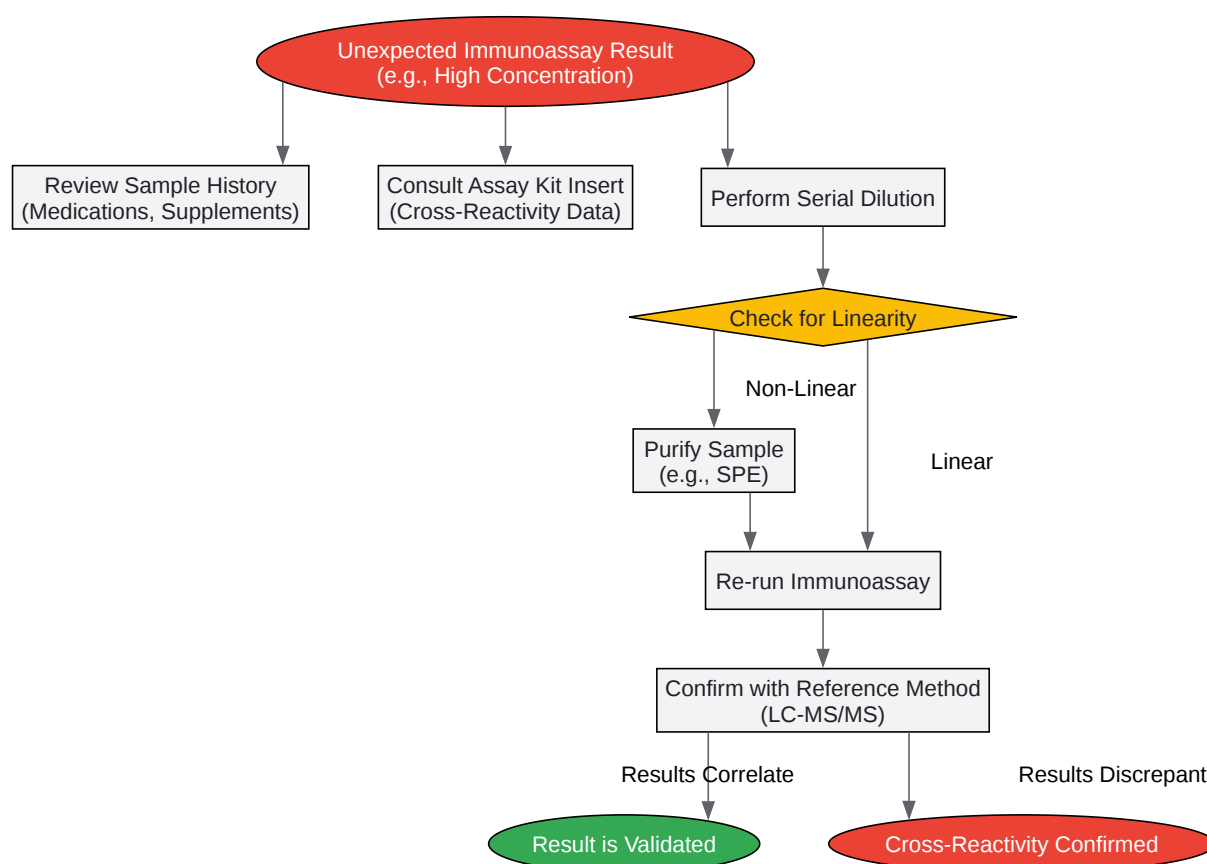 Unexpected Immunoassay Result
(e.g., High Concentration)
Review Sample History
(Medications, Supplements)
Consult Assay Kit Insert
(Cross-Reactivity Data)
Perform Serial Dilution
Check for Linearity
Non-Linear
Purify Sample
(e.g., SPE)
Linear
Re-run Immunoassay
Confirm with Reference Method
(LC-MS/MS)
Results Correlate
Results Discrepant
Result is Validated
Cross-Reactivity Confirmed